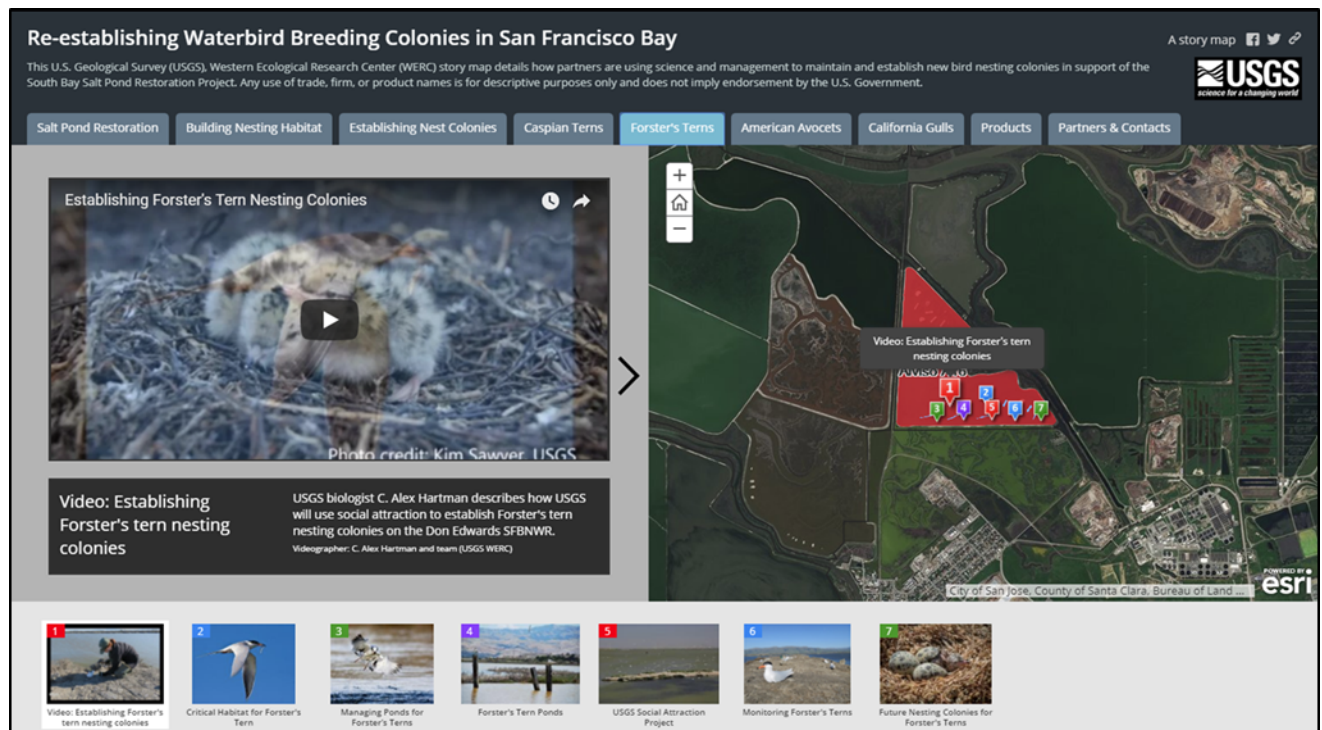 Re-establishing Waterbird Breeding Colonies in San Francisco Bay
A story map
This U.S. Geological Survey (USGS), Western Ecological Research Center (WERC) story map details how partners are using science and management to maintain and establish new bird nesting colonies in support of the
South Bay Salt Pond Restoration Project. Any use of trade, firm, or product names is for descriptive purposes only and does not imply endorsement by the U.S. Government.
USGS
science for a changing world
Salt Pond Restoration
Building Nesting Habitat
Establishing Nest Colonies
Caspian Terns
Forster's Terns
American Avocets
California Gulls
Products
Partners & Contacts
Establishing Forster's Tern Nesting Colonies
Photo credit: Kim Sawyer, USGS
Video: Establishing
Forster's tern nesting
colonies
USGS biologist C. Alex Hartman describes how USGS
will use social attraction to establish Forster's tern
nesting colonies on the Don Edwards SFBNWR.
Videographer: C. Alex Hartman and team (USGS WERC)
+
−
Video: Establishing Forster's tern
nesting colonies
1
2
3
4
5
6
7
City of San Jose, County of Santa Clara, Bureau of Land ...
POWERED BY
esri
1
Video: Establishing Forster's
tern nesting colonies
2
Critical Habitat for Forster's
Tern
3
Managing Ponds for
Forster's Terns
4
Forster's Tern Ponds
5
USGS Social Attraction
Project
6
Monitoring Forster's Terns
7
Future Nesting Colonies for
Forster's Terns